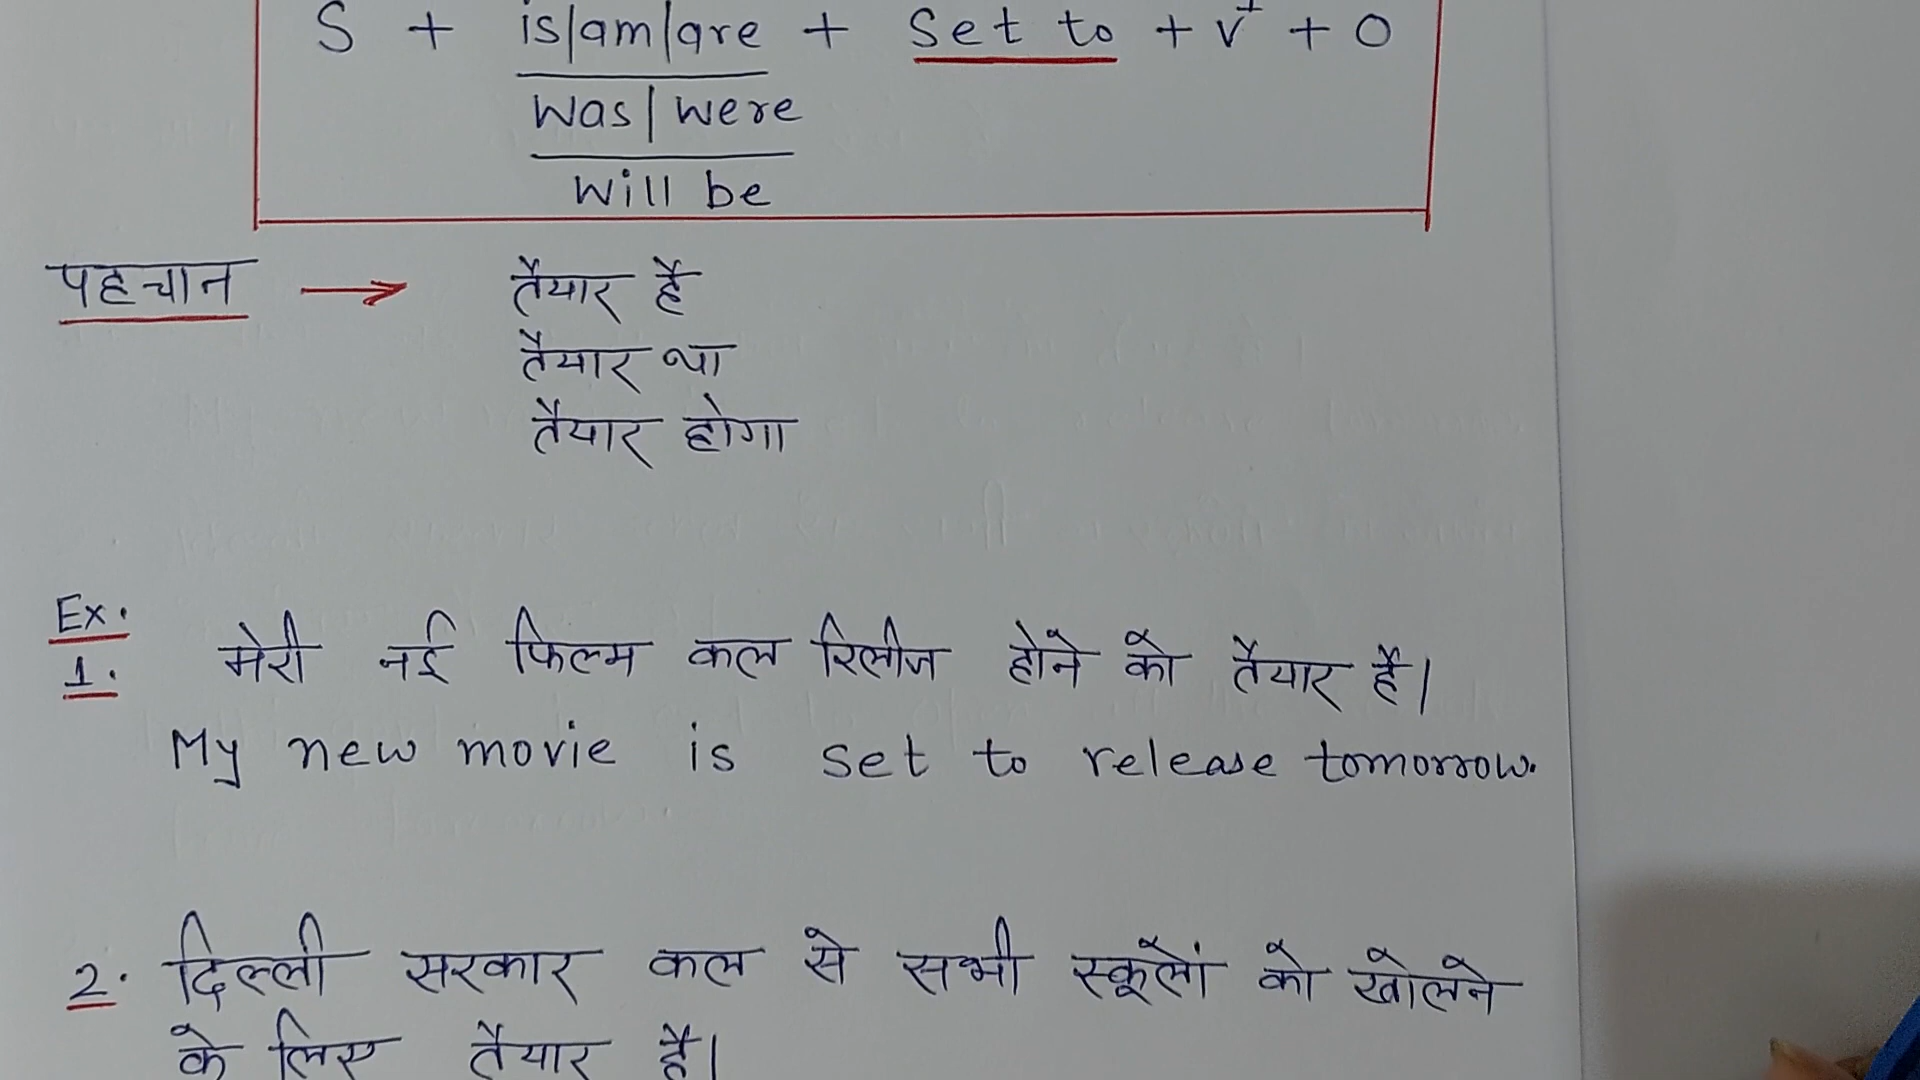 S + is/am/are + Set to + V¹ + O
was/were
will be
पहचान → तैयार है
तैयार था
तैयार होगा
Ex.
1. मेरी नई फिल्म कल रिलीज होने को तैयार है।
My new movie is set to release tomorrow.
2. दिल्ली सरकार कल से सभी स्कूलों को खोलने
के लिए तैयार है।